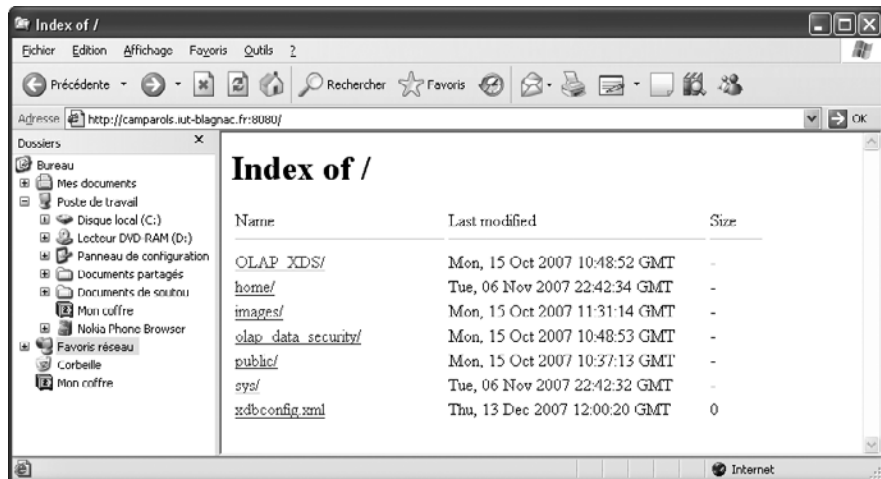 Index of /
Fichier Edition Affichage Favoris Outils ?
Précédente Rechercher Favoris
Adresse http://camparols.iut-blagnac.fr:8080/ OK
Dossiers x
Bureau
Mes documents
Poste de travail
Disque local (C:)
Lecteur DVD-RAM (D:)
Panneau de configuration
Documents partagés
Documents de soutou
Mon coffre
Nokia Phone Browser
Favoris réseau
Corbeille
Mon coffre
Index of /
Name Last modified Size
OLAP_XDS/ Mon, 15 Oct 2007 10:48:52 GMT -
home/ Tue, 06 Nov 2007 22:42:34 GMT -
images/ Mon, 15 Oct 2007 11:31:14 GMT -
olap_data_security/ Mon, 15 Oct 2007 10:48:53 GMT -
public/ Mon, 15 Oct 2007 10:37:13 GMT -
sys/ Tue, 06 Nov 2007 22:42:32 GMT -
xdbconfig.xml Thu, 13 Dec 2007 12:00:20 GMT 0
Internet